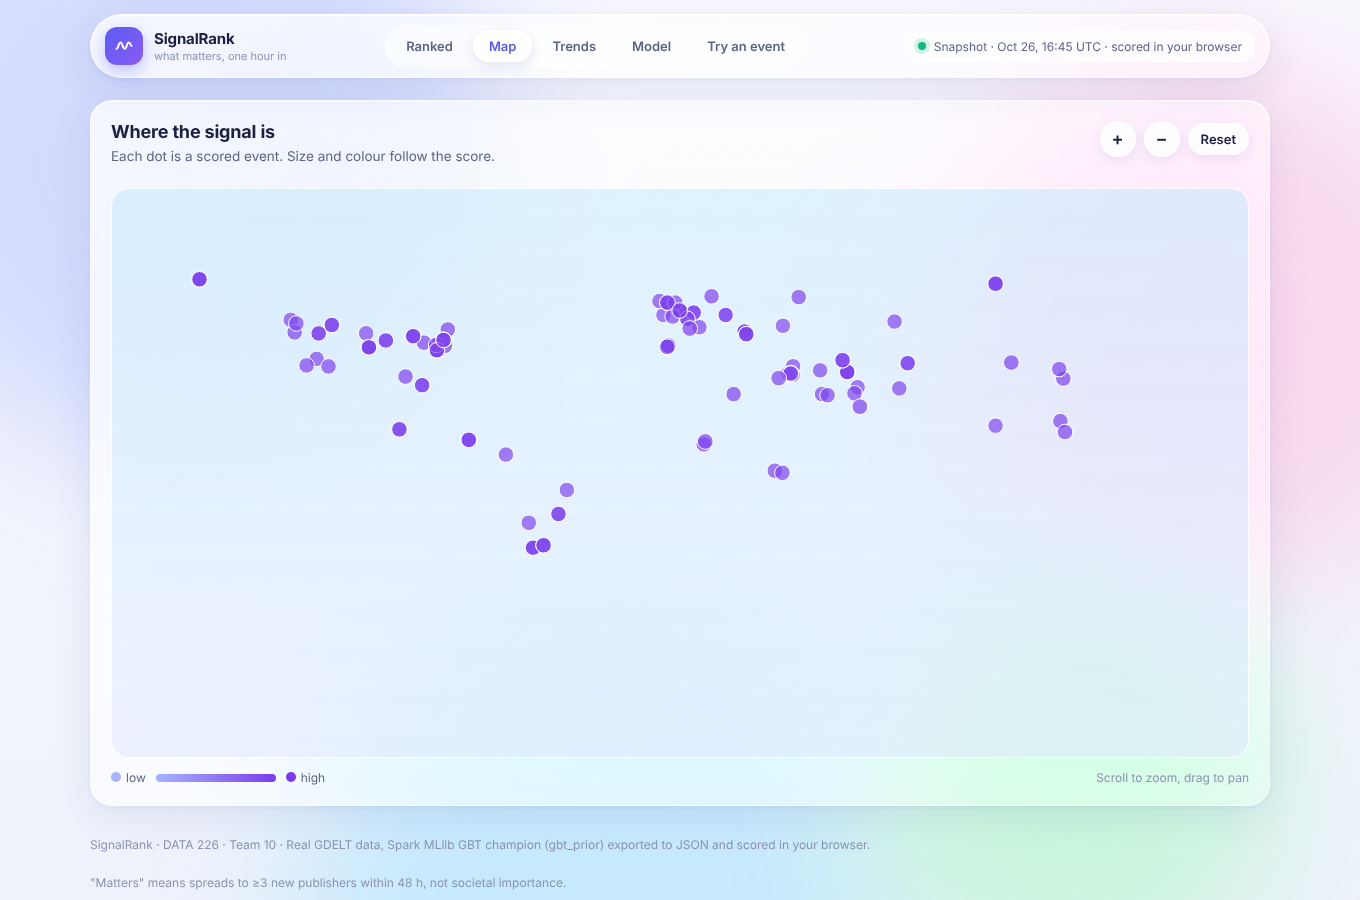 SignalRank
what matters, one hour in
Ranked
Map
Trends
Model
Try an event
Snapshot · Oct 26, 16:45 UTC · scored in your browser
Where the signal is
Each dot is a scored event. Size and colour follow the score.
+
−
Reset
low
high
Scroll to zoom, drag to pan
SignalRank · DATA 226 · Team 10 · Real GDELT data, Spark MLlib GBT champion (gbt_prior) exported to JSON and scored in your browser.
"Matters" means spreads to ≥3 new publishers within 48 h, not societal importance.